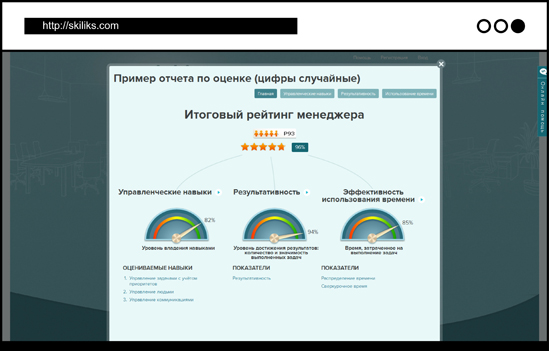 http://skiliks.com
Пример отчета по оценке (цифры случайные)
Главная Управленческие навыки Результативность Использование времени
Итоговый рейтинг менеджера
P93
96%
Управленческие навыки
Результативность
Эффективность
использования времени
82%
94%
85%
Уровень владения навыками
Уровень достижения результатов:
количество и значимость
выполненных задач
Время, затраченное на
выполнение задач
ОЦЕНИВАЕМЫЕ НАВЫКИ
1. Управление задачами с учётом
приоритетов
2. Управление людьми
3. Управление коммуникациями
ПОКАЗАТЕЛИ
Результативность
ПОКАЗАТЕЛИ
Распределение времени
Сверхурочное время
Онлайн помощь